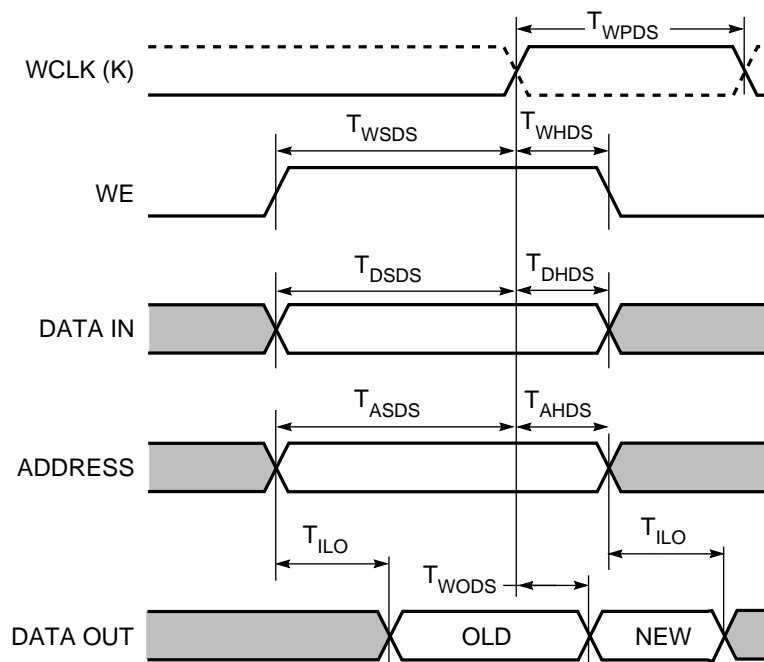 TWPDS
WCLK (K)
TWSDS TWHDS
WE
TDSDS TDHDS
DATA IN
TASDS TAHDS
ADDRESS
TILO TILO
TWODS
DATA OUT OLD NEW